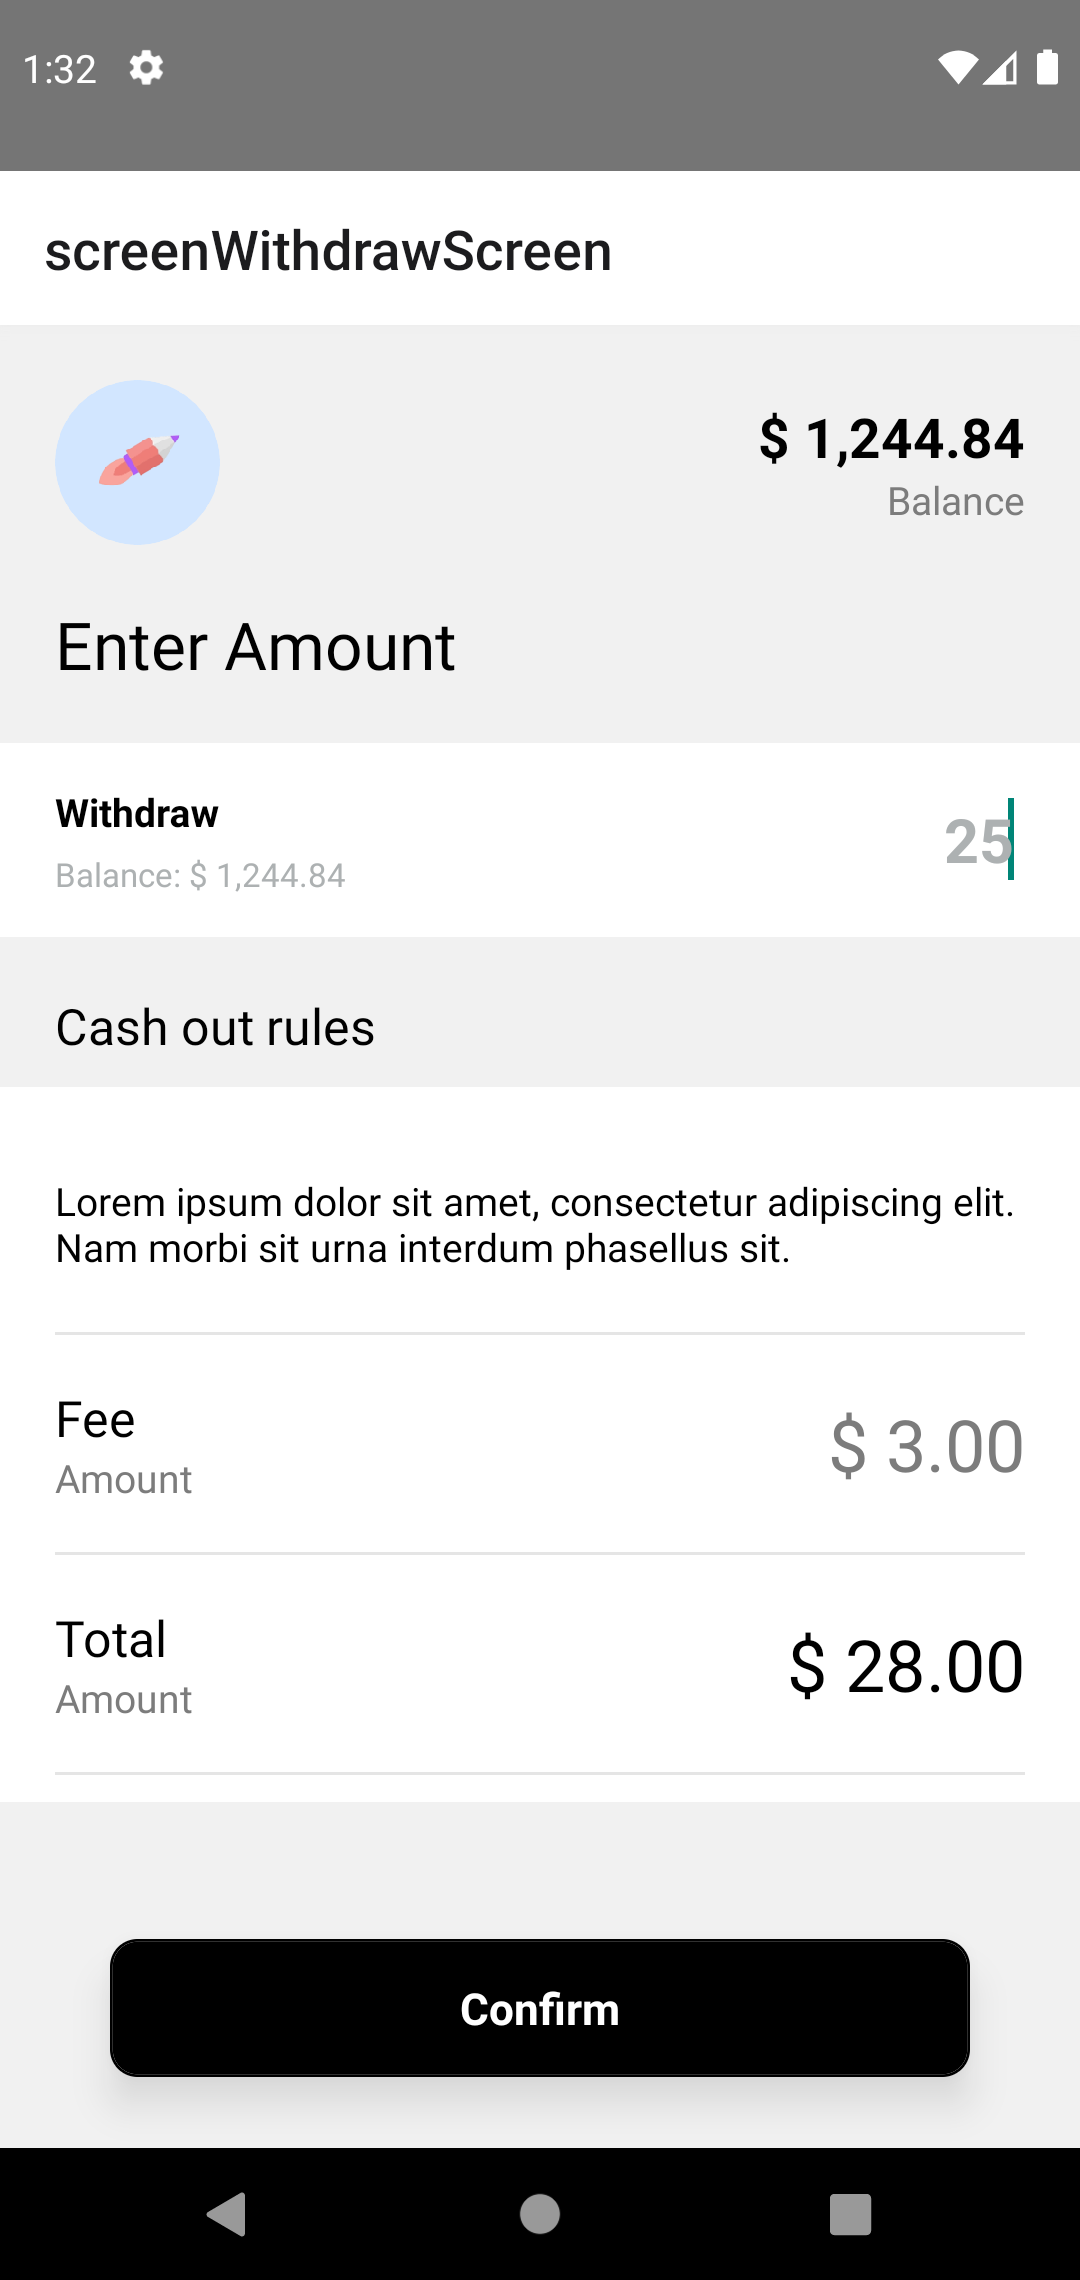 1:32
screenWithdrawScreen
$ 1,244.84
Balance
Enter Amount
Withdraw
25
Balance: $ 1,244.84
Cash out rules
Lorem ipsum dolor sit amet, consectetur adipiscing elit.
Nam morbi sit urna interdum phasellus sit.
Fee
$ 3.00
Amount
Total
$ 28.00
Amount
Confirm